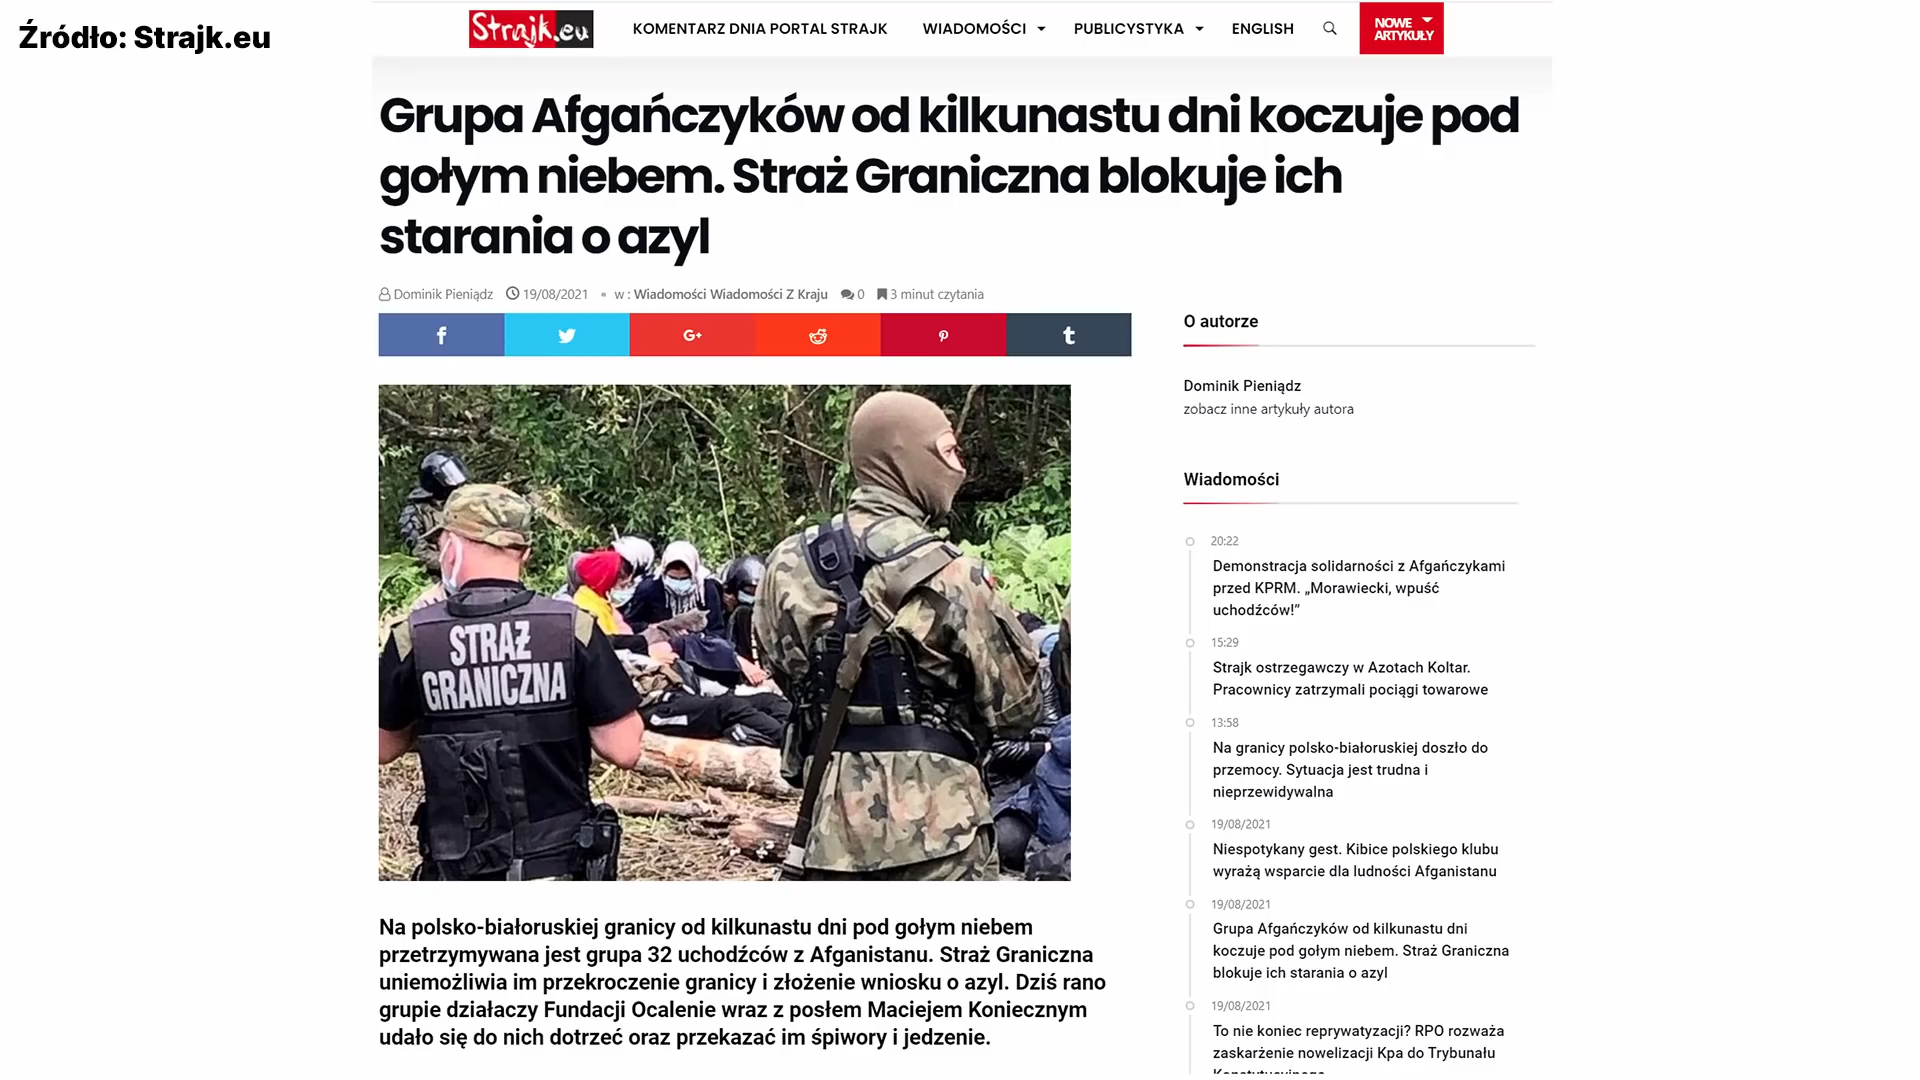 Źródło: Strajk.eu
Strajk.eu
KOMENTARZ DNIA PORTAL STRAJK
WIADOMOŚCI
PUBLICYSTYKA
ENGLISH
NOWE
ARTYKUŁY
Grupa Afgańczyków od kilkunastu dni koczuje pod
gołym niebem. Straż Graniczna blokuje ich
starania o azyl
Dominik Pieniądz 19/08/2021 w : Wiadomości Wiadomości Z Kraju 0 3 minut czytania
f G+ t
STRAŻ
GRANICZNA
Na polsko-białoruskiej granicy od kilkunastu dni pod gołym niebem
przetrzymywana jest grupa 32 uchodźców z Afganistanu. Straż Graniczna
uniemożliwia im przekroczenie granicy i złożenie wniosku o azyl. Dziś rano
grupie działaczy Fundacji Ocalenie wraz z posłem Maciejem Koniecznym
udało się do nich dotrzeć oraz przekazać im śpiwory i jedzenie.
O autorze
Dominik Pieniądz
zobacz inne artykuły autora
Wiadomości
20:22
Demonstracja solidarności z Afgańczykami
przed KPRM. „Morawiecki, wpuść
uchodźców!”
15:29
Strajk ostrzegawczy w Azotach Koltar.
Pracownicy zatrzymali pociągi towarowe
13:58
Na granicy polsko-białoruskiej doszło do
przemocy. Sytuacja jest trudna i
nieprzewidywalna
19/08/2021
Niespotykany gest. Kibice polskiego klubu
wyrażą wsparcie dla ludności Afganistanu
19/08/2021
Grupa Afgańczyków od kilkunastu dni
koczuje pod gołym niebem. Straż Graniczna
blokuje ich starania o azyl
19/08/2021
To nie koniec reprywatyzacji? RPO rozważa
zaskarżenie nowelizacji Kpa do Trybunału